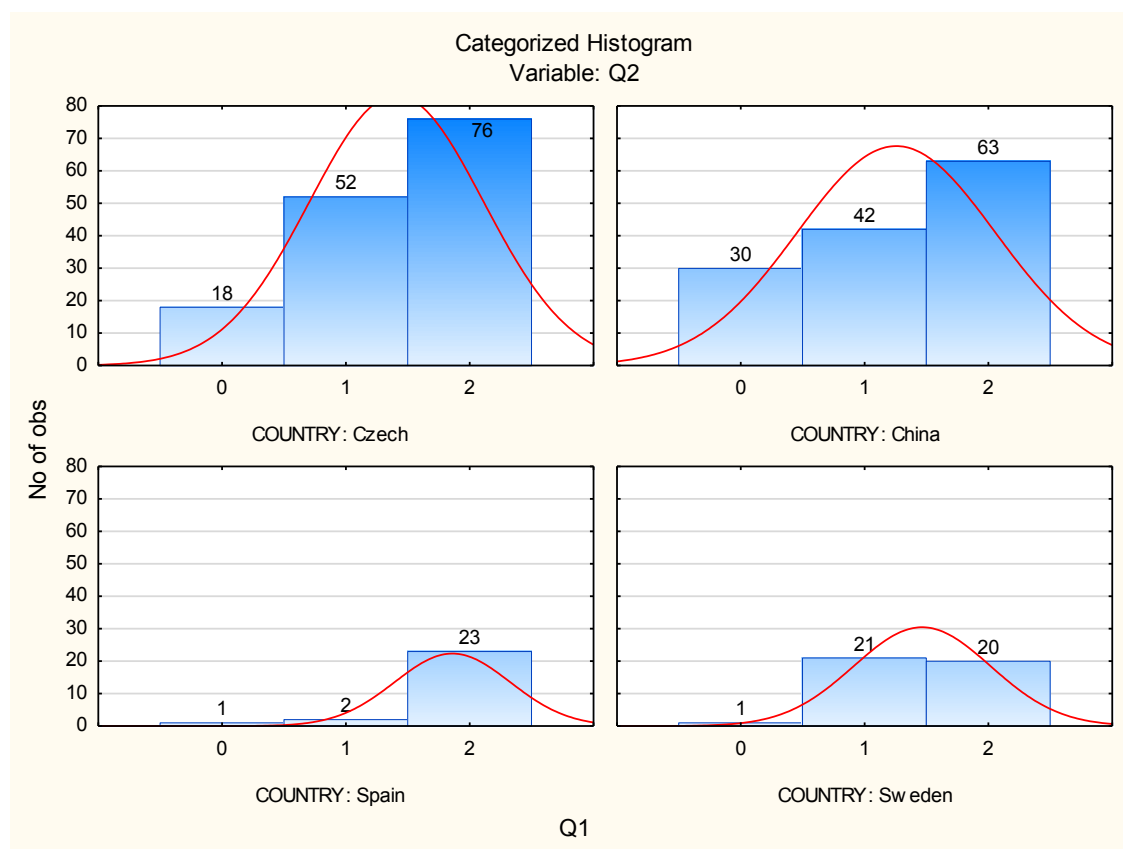 Categorized Histogram
Variable: Q2
No of obs
80
70
60
50
40
30
20
10
0
18
52
76
0 1 2
COUNTRY: Czech
30
42
63
0 1 2
COUNTRY: China
80
70
60
50
40
30
20
10
0
1
2
23
0 1 2
COUNTRY: Spain
1
21
20
0 1 2
COUNTRY: Sweden
Q1